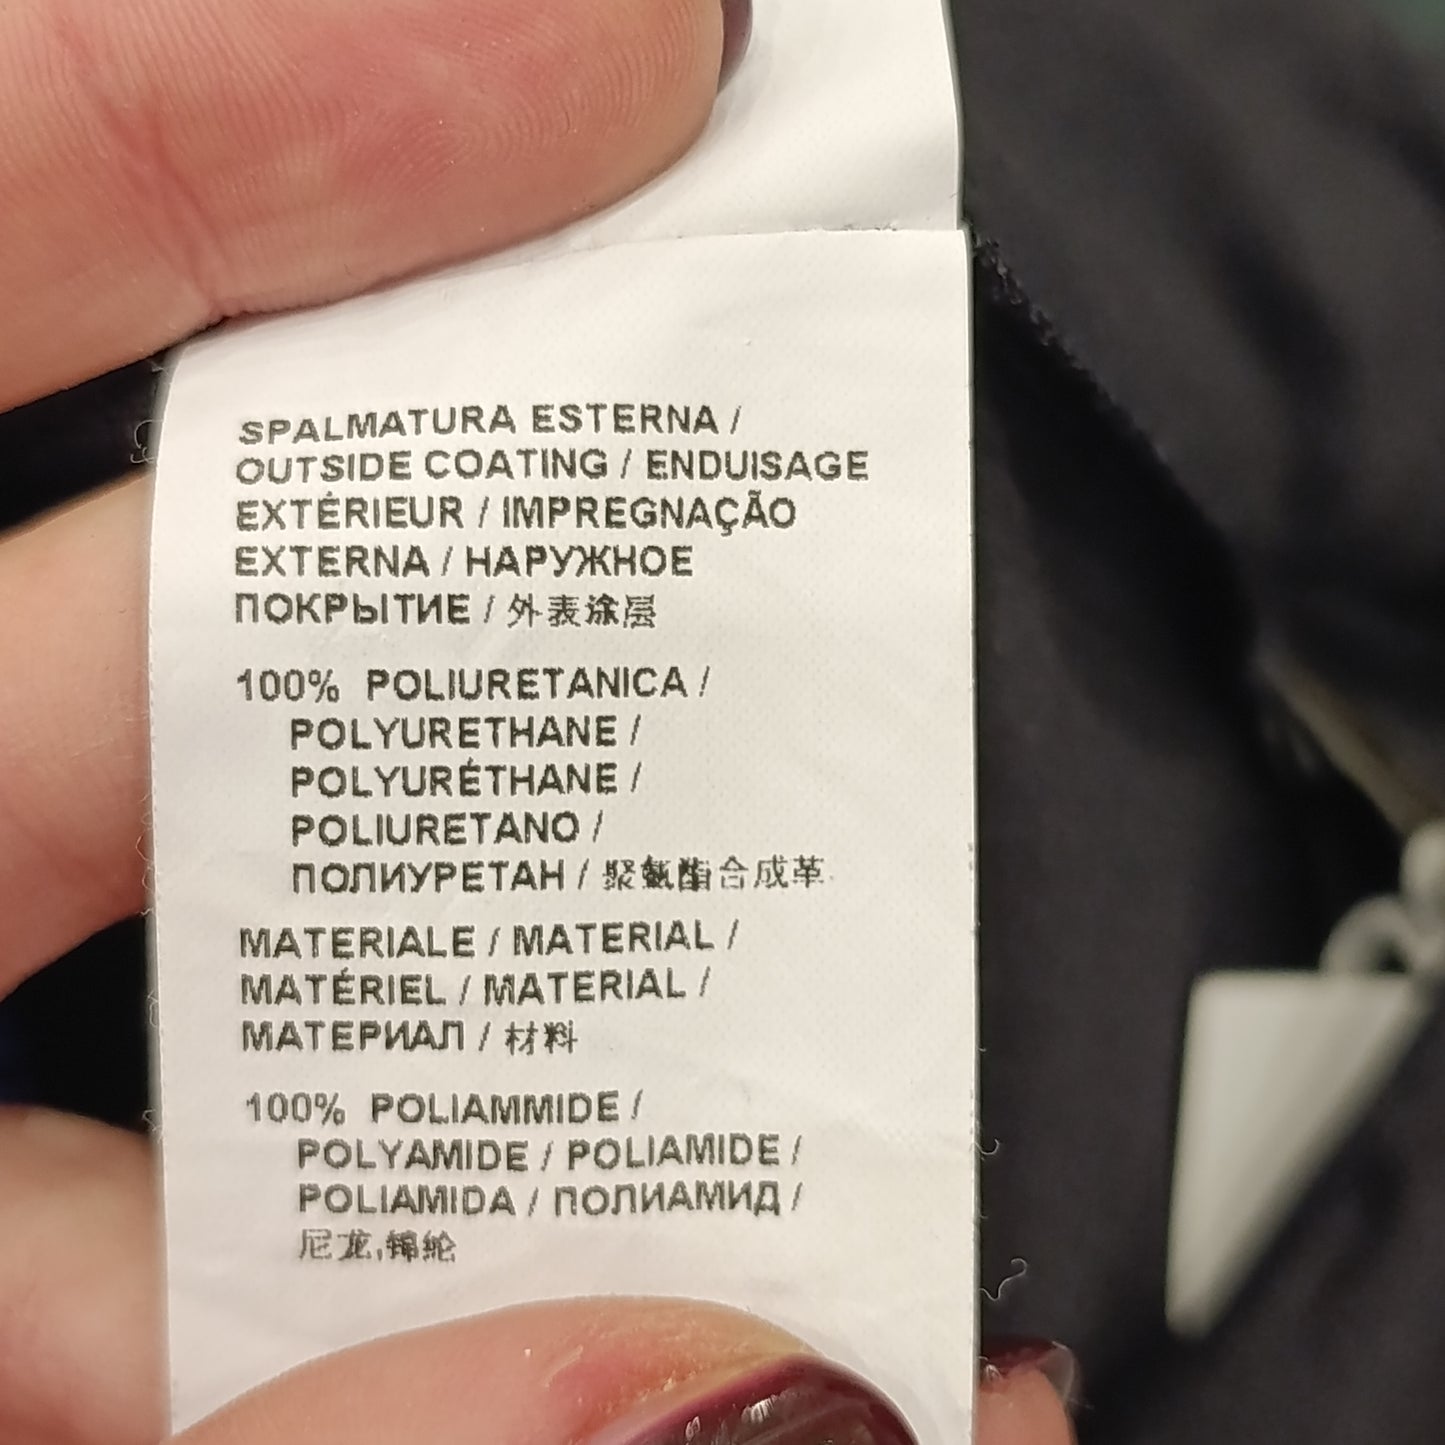 SPALMATURA ESTERNA /
OUTSIDE COATING / ENDUISAGE
EXTÉRIEUR / IMPREGNAÇÃO
EXTERNA / НАРУЖНОЕ
ПОКРЫТИЕ / 外表涂层
100% POLIURETANICA /
POLYURETHANE /
POLYURÉTHANE /
POLIURETANO /
ПОЛИУРЕТАН / 聚氨酯合成革
MATERIALE / MATERIAL /
MATÉRIEL / MATERIAL /
МАТЕРИАЛ / 材料
100% POLIAMMIDE /
POLYAMIDE / POLIAMIDE /
POLIAMIDA / ПОЛИАМИД /
尼龙,锦纶